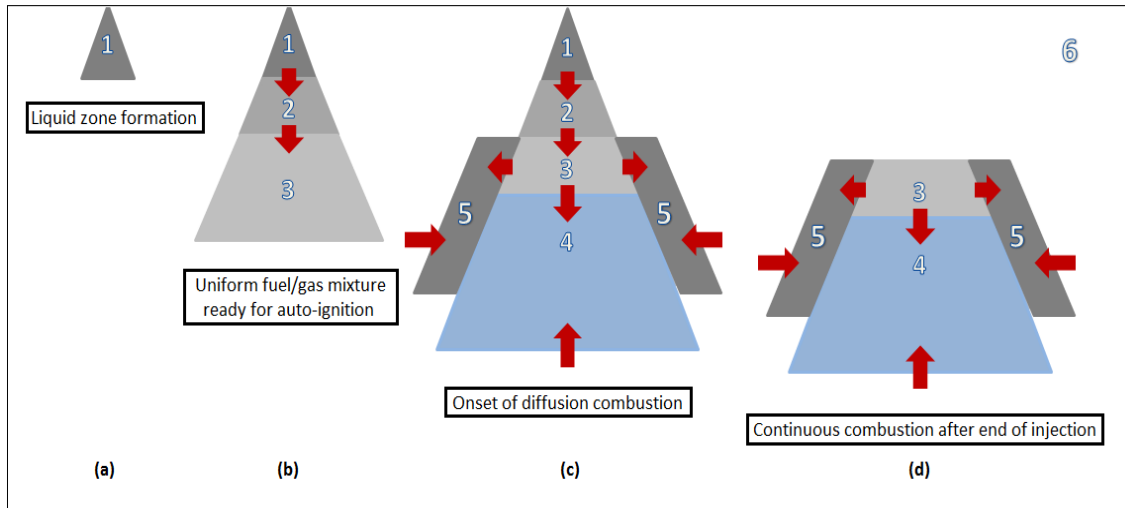 1
Liquid zone formation
(a)
1
2
3
Uniform fuel/gas mixture
ready for auto-ignition
(b)
1
2
3
5
5
4
Onset of diffusion combustion
(c)
6
3
5
5
4
Continuous combustion after end of injection
(d)